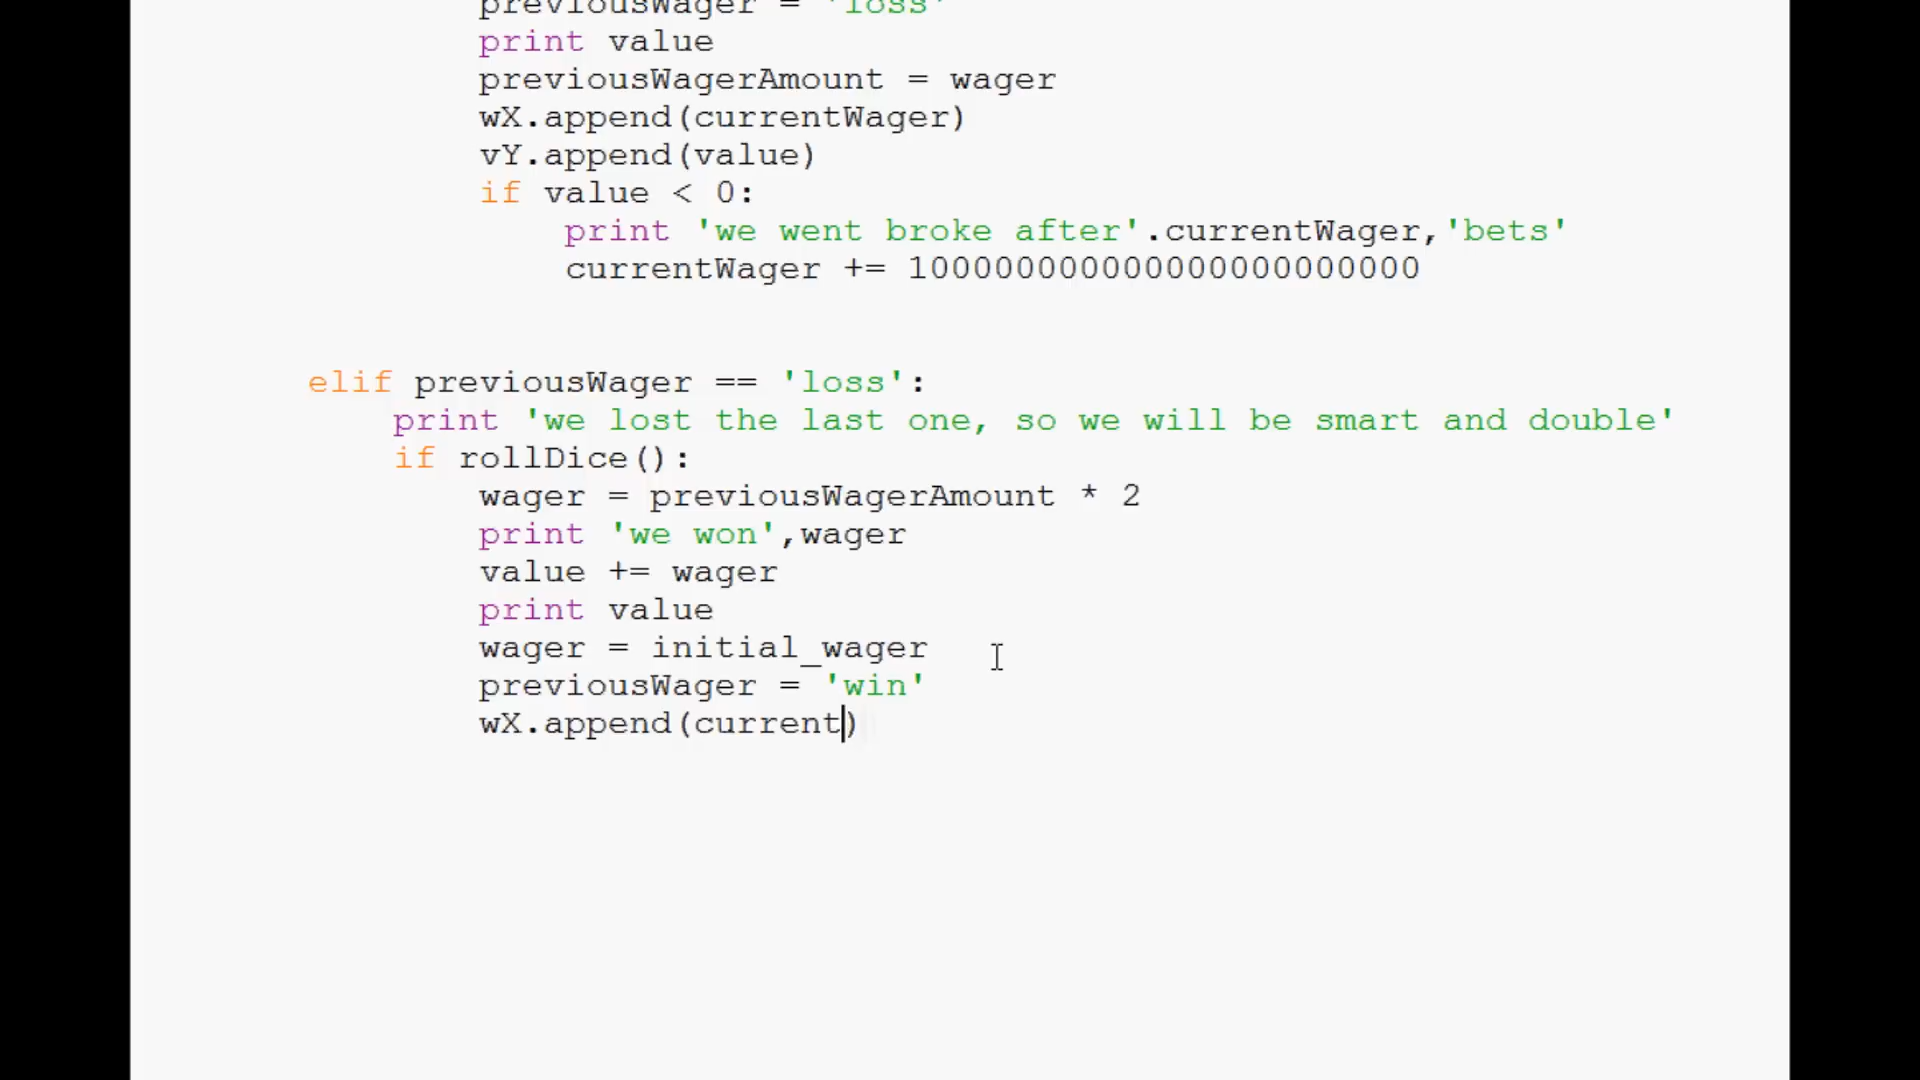 previousWager = 'loss'
print value
previousWagerAmount = wager
wX.append(currentWager)
vY.append(value)
if value < 0:
print 'we went broke after'.currentWager,'bets'
currentWager += 100000000000000000000000
elif previousWager == 'loss':
print 'we lost the last one, so we will be smart and double'
if rollDice():
wager = previousWagerAmount * 2
print 'we won',wager
value += wager
print value
wager = initial_wager
previousWager = 'win'
wX.append(current)